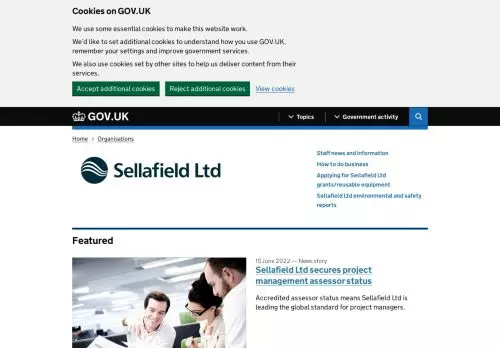 Cookies on GOV.UK
We use some essential cookies to make this website work.
We'd like to set additional cookies to understand how you use GOV.UK,
remember your settings and improve government services.
We also use cookies set by other sites to help us deliver content from their
services.
Accept additional cookies
Reject additional cookies
View cookies
GOV.UK
Topics
Government activity
Home > Organisations
Sellafield Ltd
Staff news and information
How to do business
Applying for Sellafield Ltd
grants/reusable equipment
Sellafield Ltd environmental and safety
reports
Featured
15 June 2022 — News story
Sellafield Ltd secures project
management assessor status
Accredited assessor status means Sellafield Ltd is
leading the global standard for project managers.